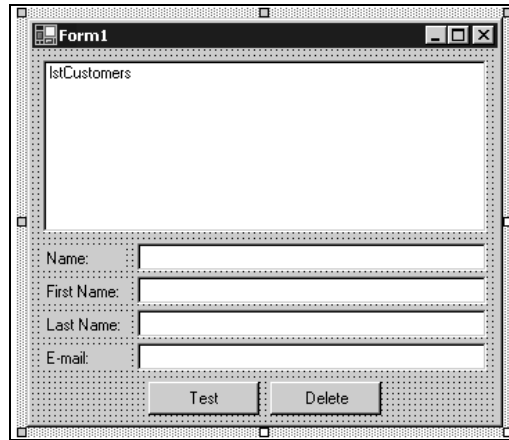 Form1
lstCustomers
Name:
First Name:
Last Name:
E-mail:
Test Delete